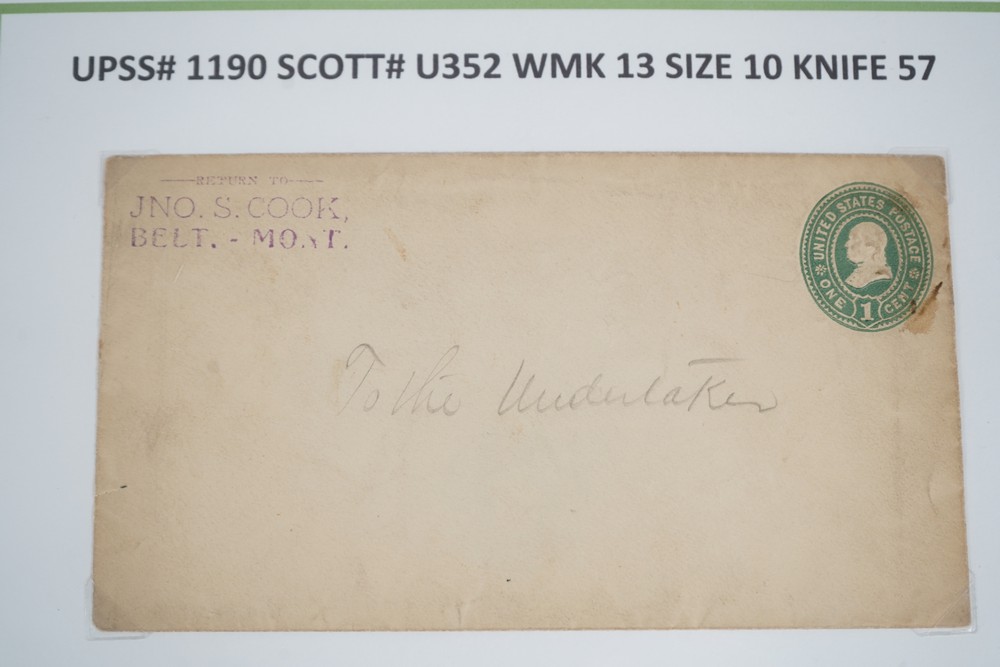 UPSS# 1190 SCOTT# U352 WMK 13 SIZE 10 KNIFE 57
RETURN TO
JNO. S. COOK,
BELT. - MONT.
UNITED STATES POSTAGE
ONE 1 CENT
To the Undertaker